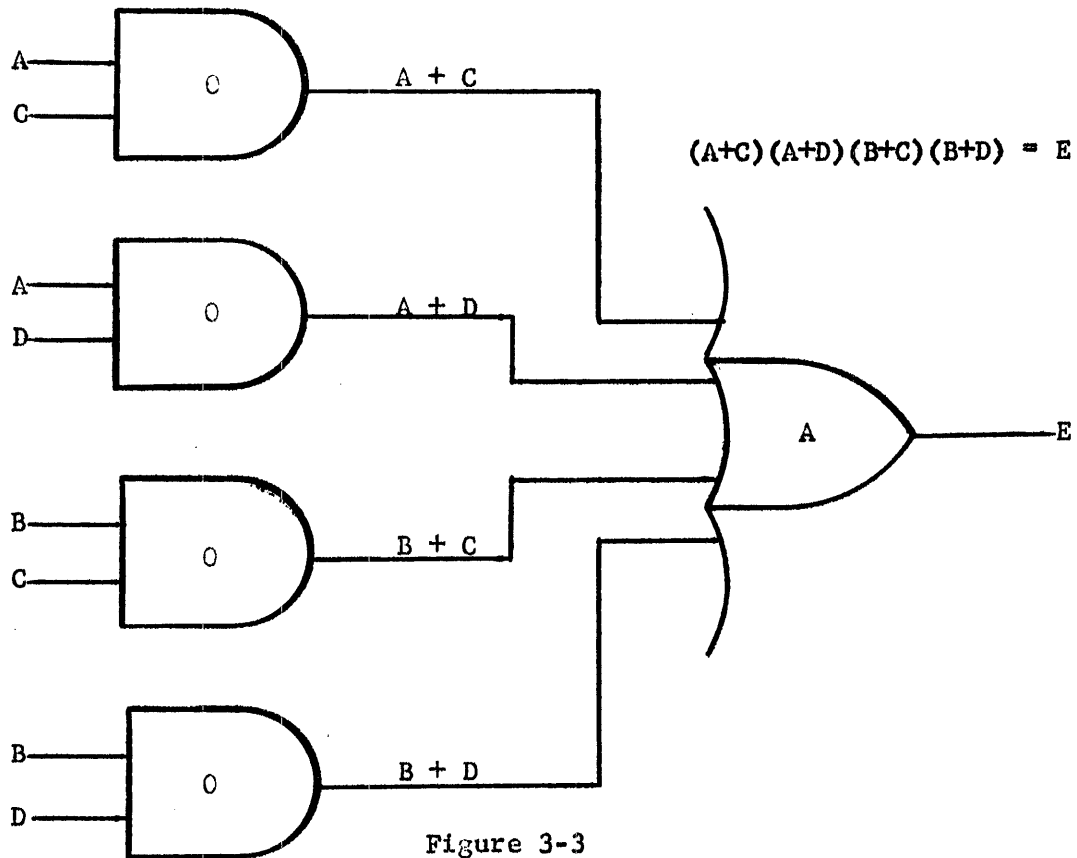 A
C
O
A + C
(A+C)(A+D)(B+C)(B+D) = E
A
D
O
A + D
A
E
B
C
O
B + C
B
D
O
B + D
Figure 3-3